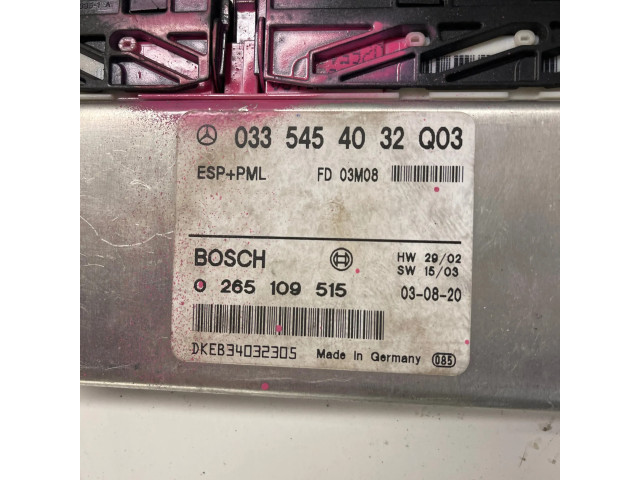 033 545 40 32 Q03
ESP+PML FD 03M08
BOSCH HW 29/02
SW 15/03
0 265 109 515 03-08-20
DKEB34032305 Made in Germany 085